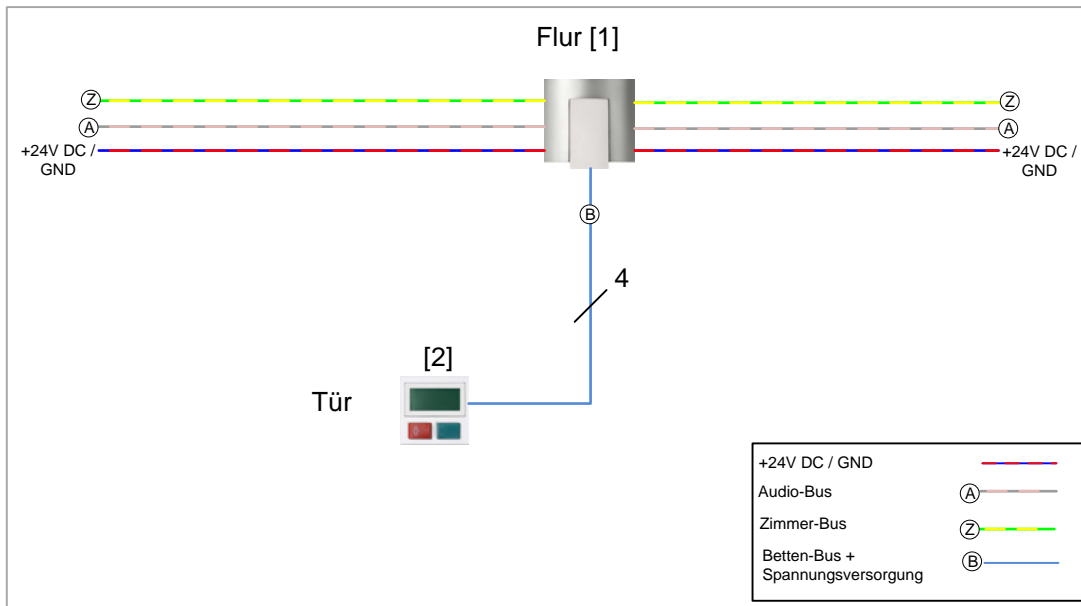 Flur [1]
Z
Z
A
A
+24V DC /
GND
+24V DC /
GND
B
4
[2]
Tür
+24V DC / GND
Audio-Bus
A
Zimmer-Bus
Z
Betten-Bus +
Spannungsversorgung
B